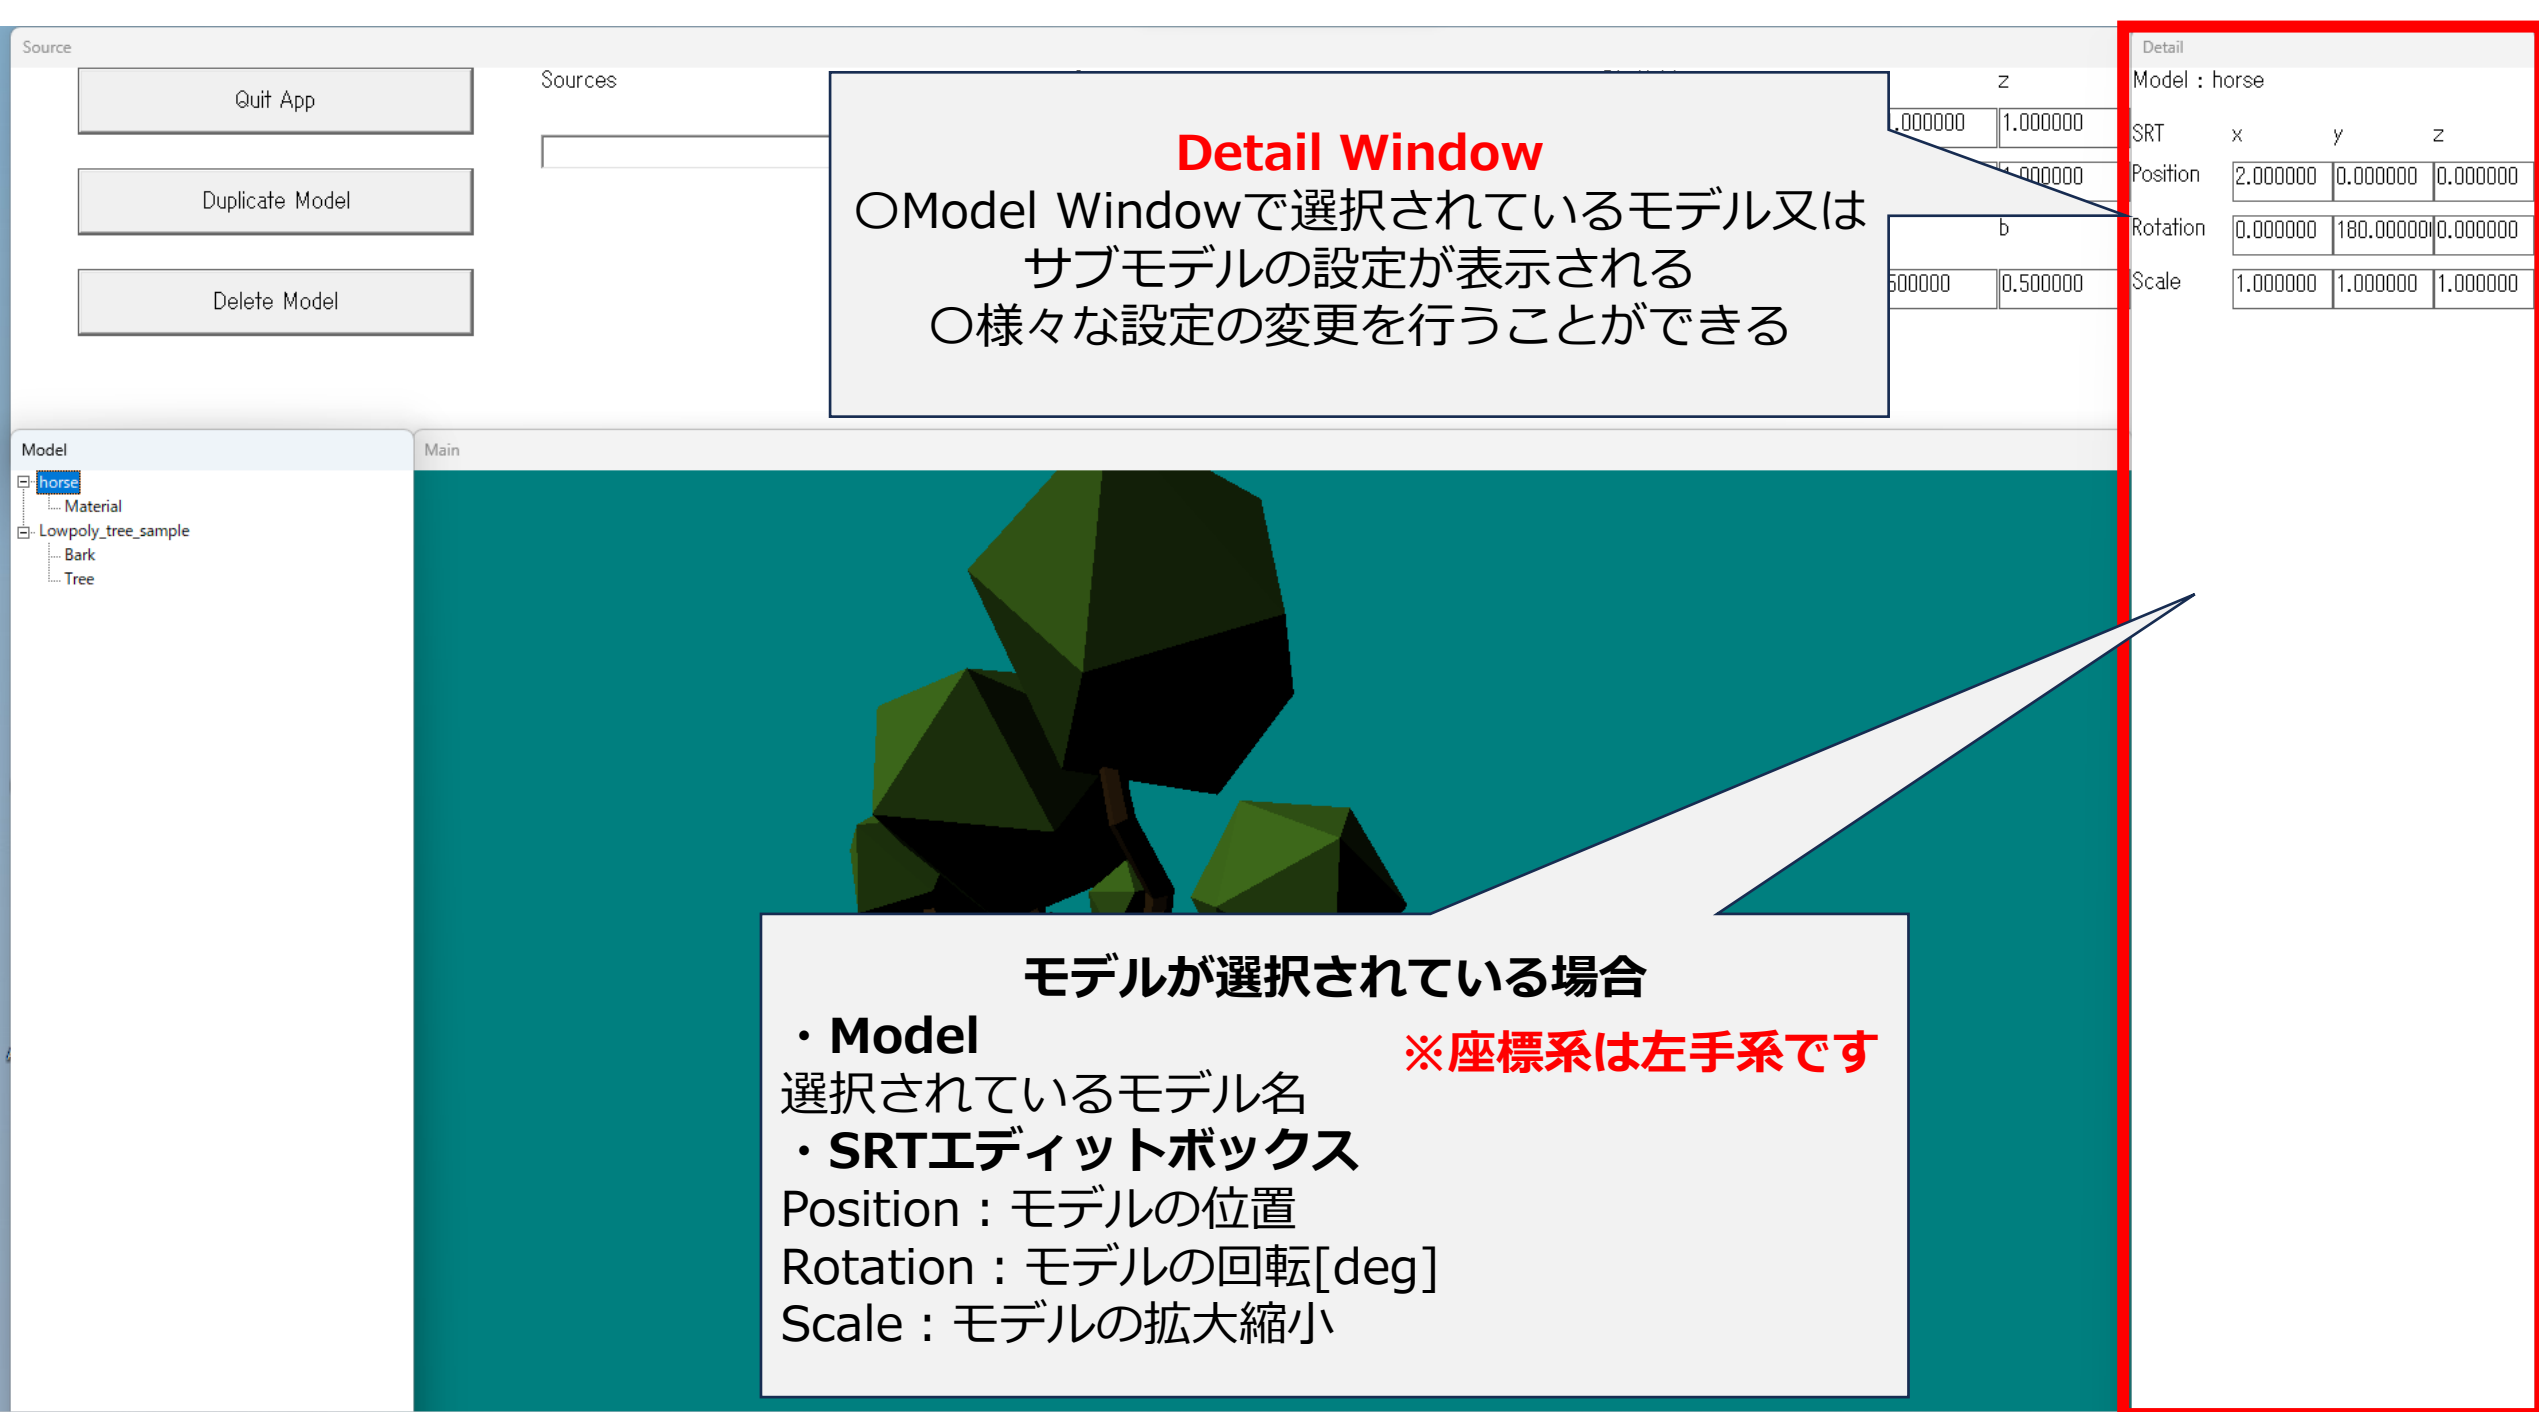 Source
Quit App
Duplicate Model
Delete Model
Sources
z
.000000 1.000000
1.000000
b
500000 0.500000
Detail Window
〇Model Windowで選択されているモデル又は
サブモデルの設定が表示される
〇様々な設定の変更を行うことができる
Detail
Model : horse
SRT x y z
Position 2.000000 0.000000 0.000000
Rotation 0.000000 180.00000 0.000000
Scale 1.000000 1.000000 1.000000
Model
horse
Material
Lowpoly_tree_sample
Bark
Tree
Main
モデルが選択されている場合
・Model
※座標系は左手系です
選択されているモデル名
・SRTエディットボックス
Position：モデルの位置
Rotation：モデルの回転[deg]
Scale：モデルの拡大縮小